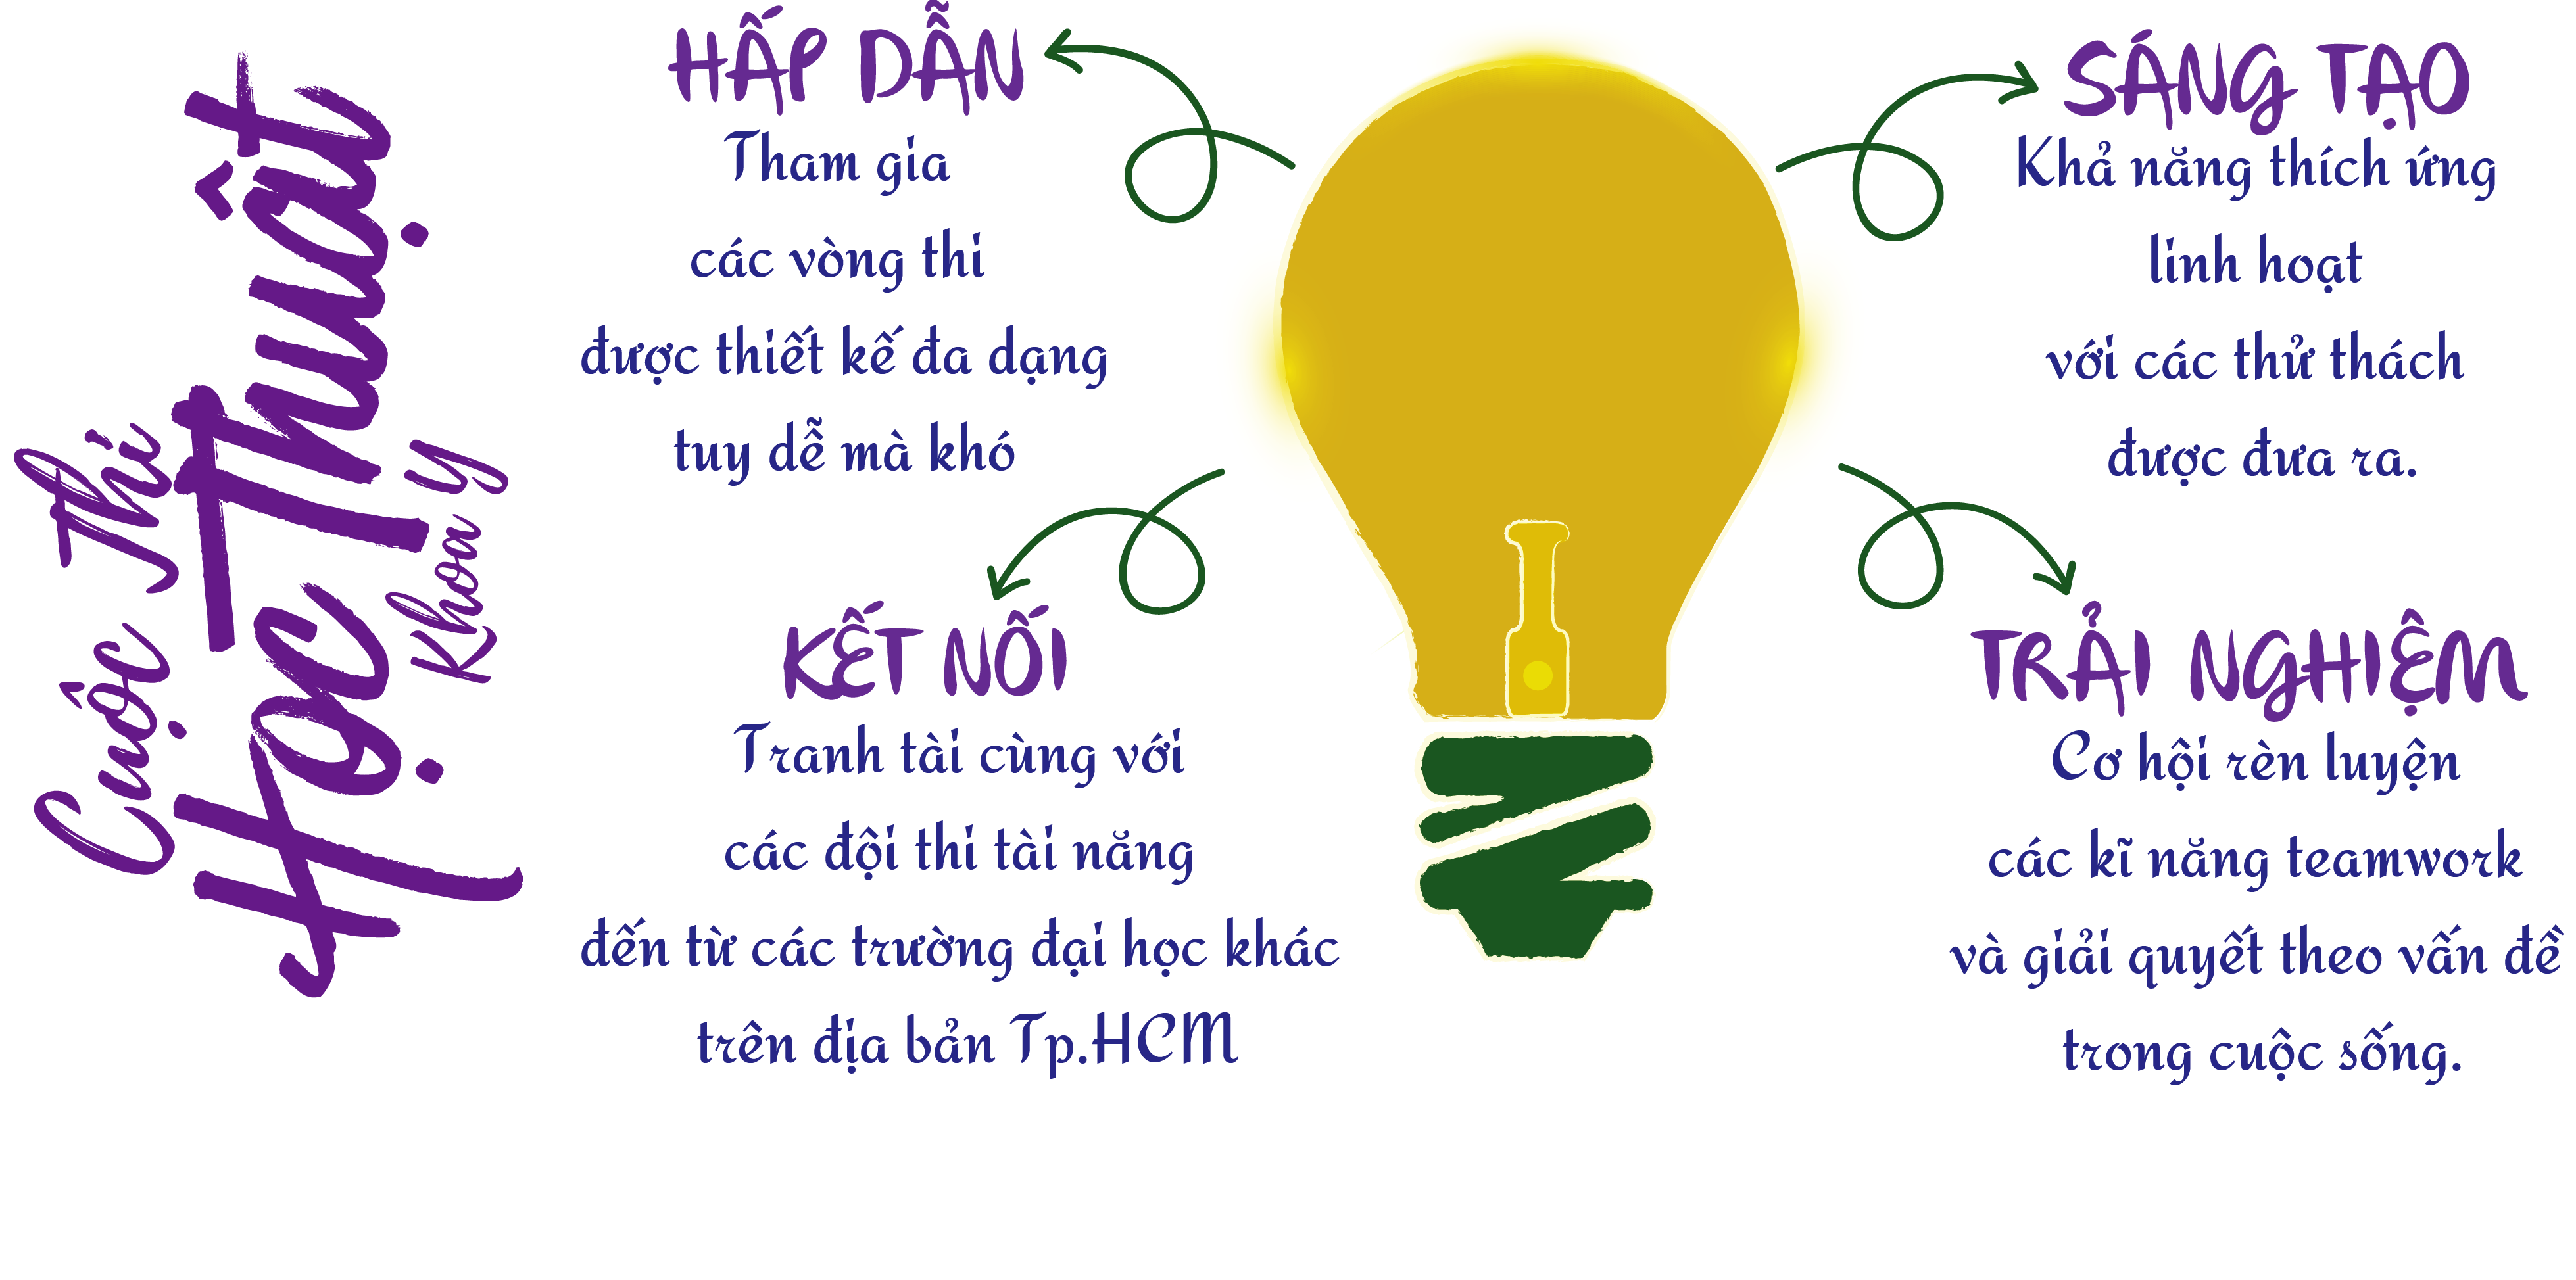 Cuộc Thi
Học Thuật
Khoa Y
HẤP DẪN
Tham gia
các vòng thi
được thiết kế đa dạng
tuy dễ mà khó
SÁNG TẠO
Khả năng thích ứng
linh hoạt
với các thử thách
được đưa ra.
KẾT NỐI
Tranh tài cùng với
các đội thi tài năng
đến từ các trường đại học khác
trên địa bản Tp.HCM
TRẢI NGHIỆM
Cơ hội rèn luyện
các kĩ năng teamwork
và giải quyết theo vấn đề
trong cuộc sống.